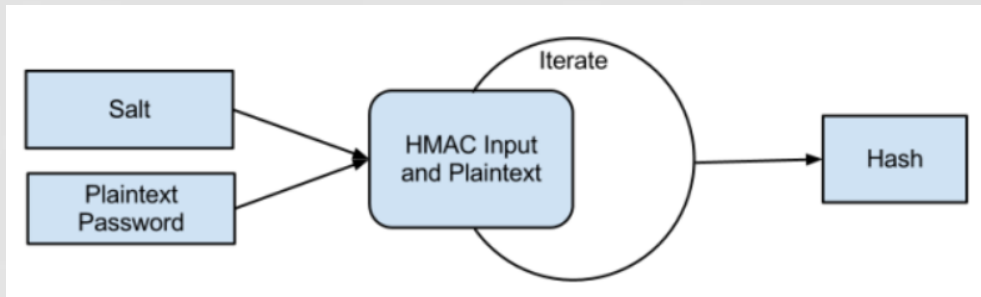 Salt
Plaintext
Password
HMAC Input
and Plaintext
Iterate
Hash